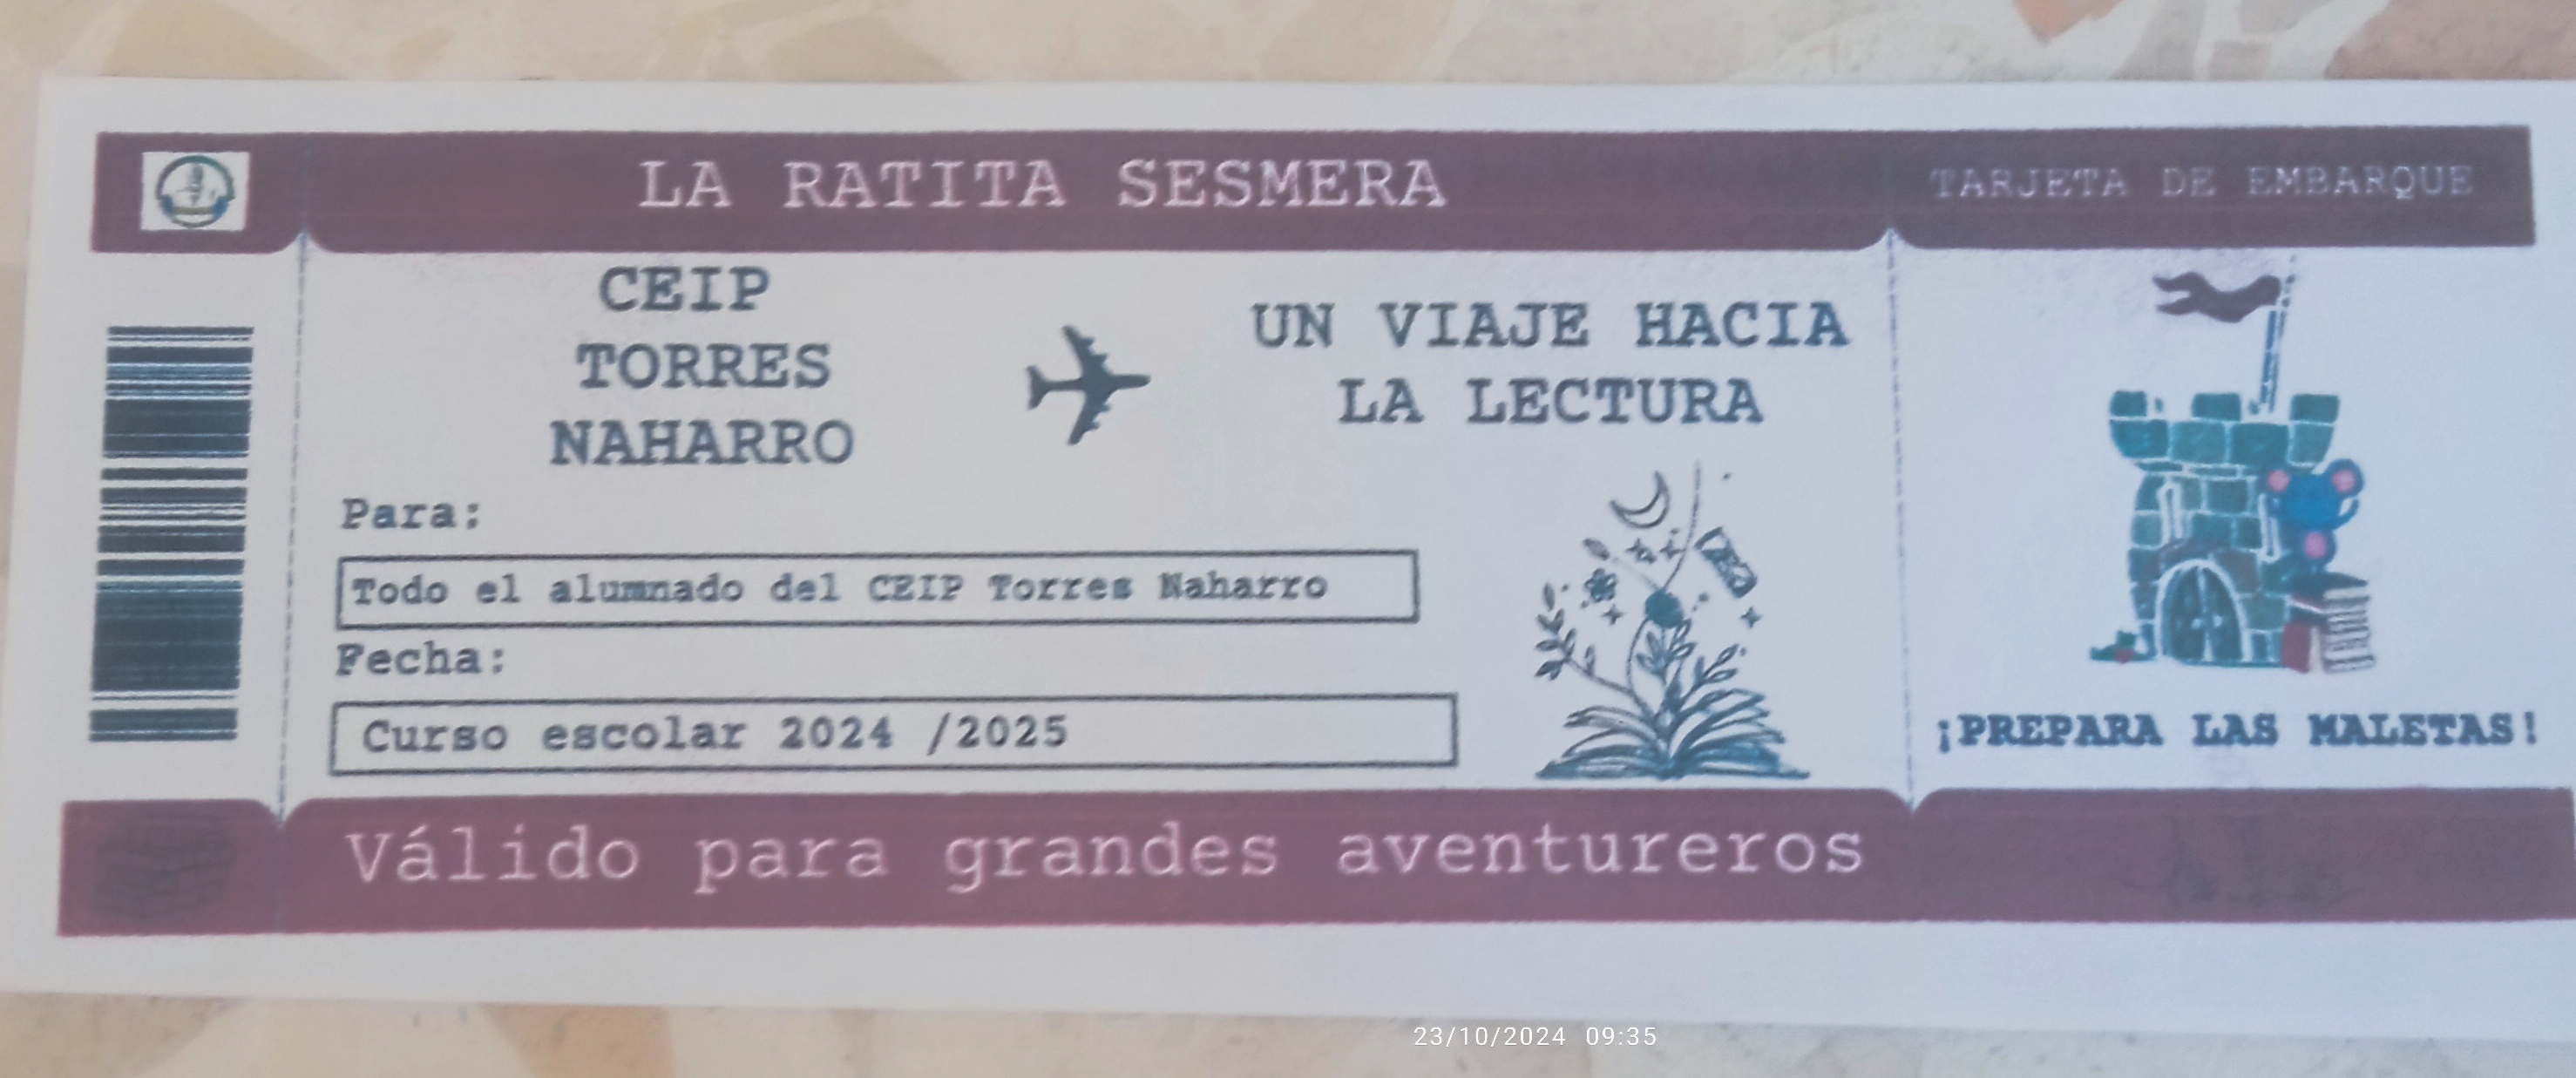 LA RATITA SESMERA
TARJETA DE EMBARQUE
CEIP
TORRES
NAHARRO
UN VIAJE HACIA
LA LECTURA
Para:
Todo el alumnado del CEIP Torres Naharro
Fecha:
Curso escolar 2024 /2025
¡PREPARA LAS MALETAS!
Válido para grandes aventureros
23/10/2024 09:35